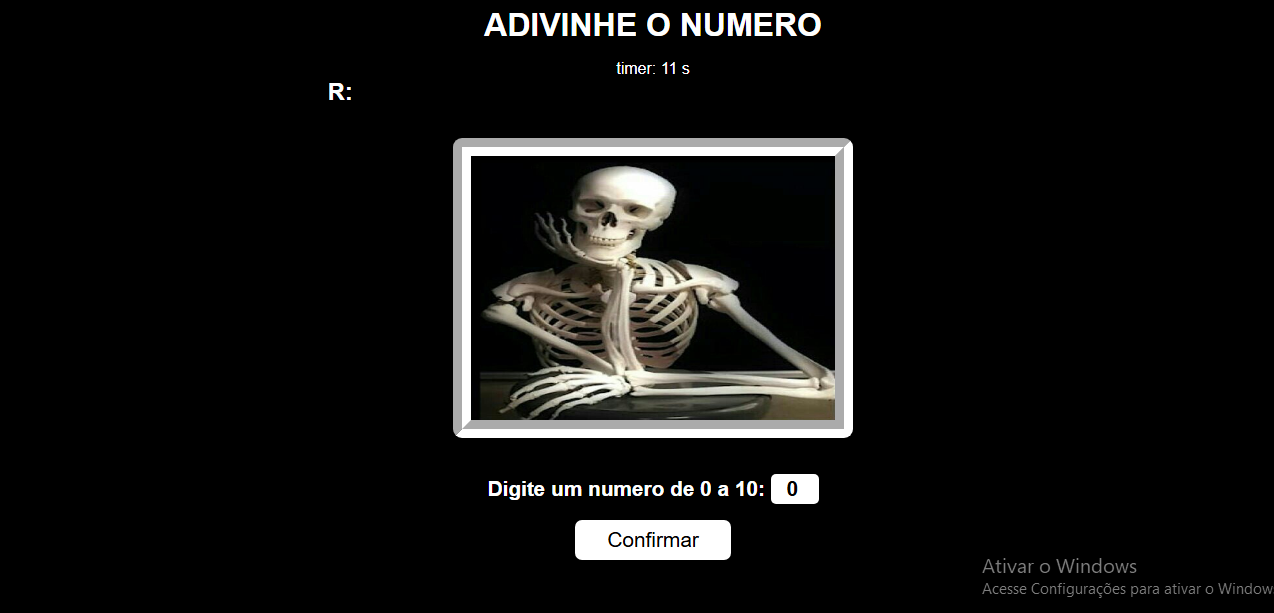 ADIVINHE O NUMERO
timer: 11 s
R:
Digite um numero de 0 a 10: 0
Confirmar
Ativar o Windows
Acesse Configurações para ativar o Window